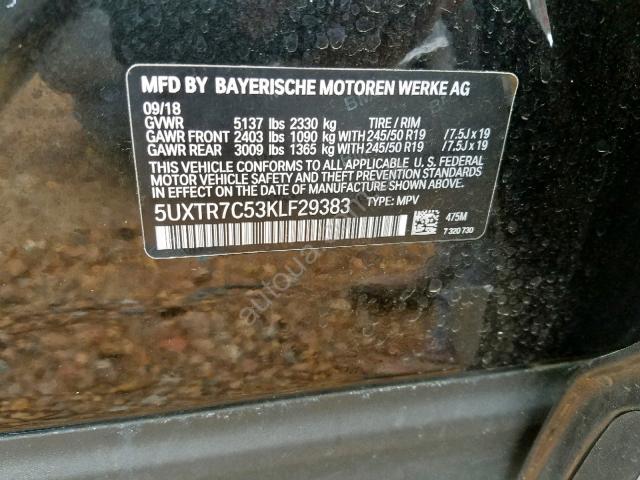 MFD BY BAYERISCHE MOTOREN WERKE AG
09/18
GVWR 5137 lbs 2330 kg TIRE / RIM
GAWR FRONT 2403 lbs 1090 kg WITH 245/50 R19 / 7.5J x 19
GAWR REAR 3009 lbs 1365 kg WITH 245/50 R19 / 7.5J x 19
THIS VEHICLE CONFORMS TO ALL APPLICABLE U. S. FEDERAL
MOTOR VEHICLE SAFETY AND THEFT PREVENTION STANDARDS
IN EFFECT ON THE DATE OF MANUFACTURE SHOWN ABOVE.
5UXTR7C53KLF29383 TYPE: MPV
475M
7 320 730